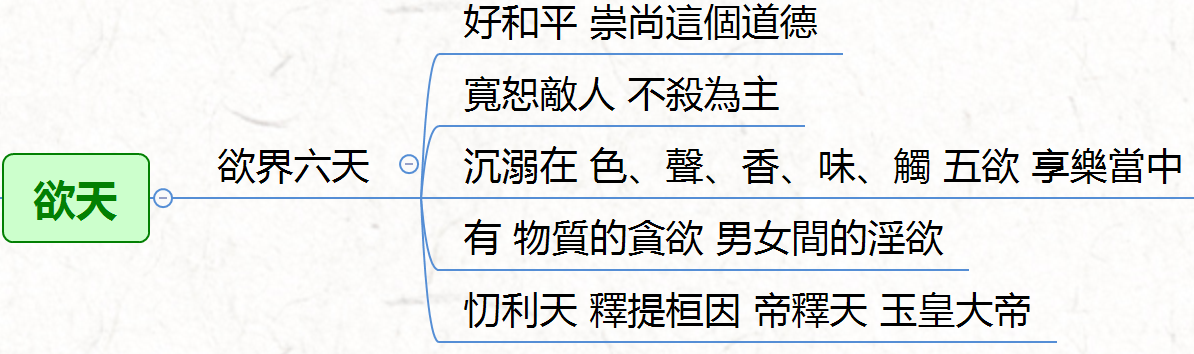 好和平 崇尚這個道德
寬恕敵人 不殺為主
欲界六天
沉溺在 色、聲、香、味、觸 五欲 享樂當中
欲天
有 物質的貪欲 男女間的淫欲
忉利天 釋提桓因 帝釋天 玉皇大帝